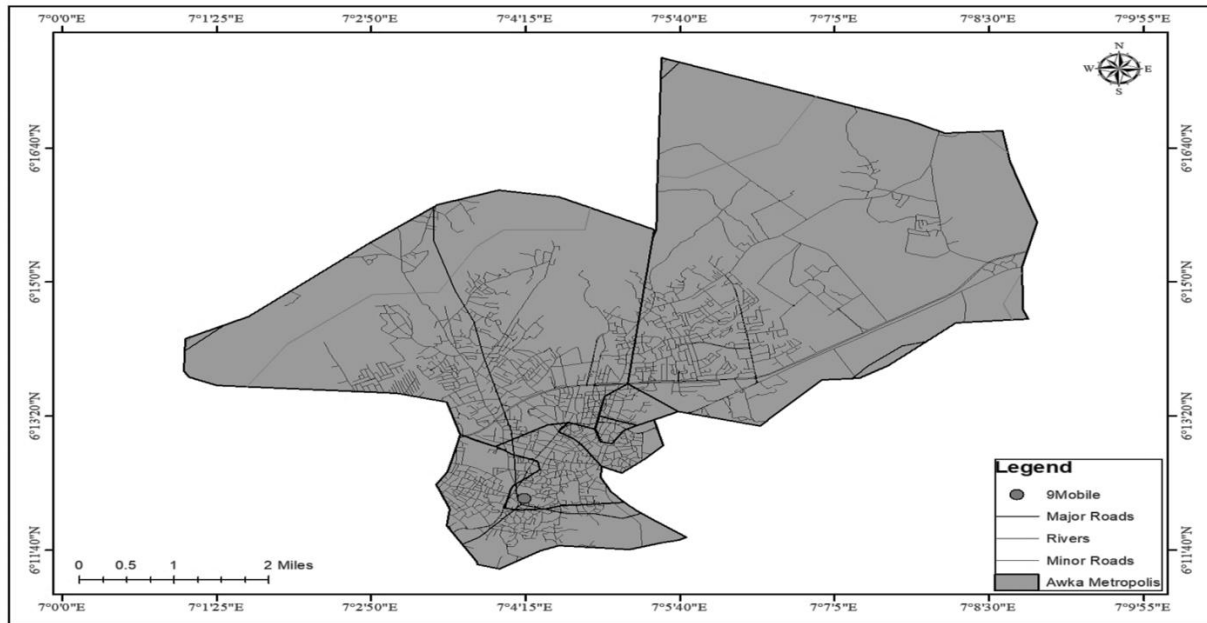 7°0'0"E 7°1'25"E 7°2'50"E 7°4'15"E 7°5'40"E 7°7'5"E 7°8'30"E 7°9'55"E
N
W E
S
6°16'40"N 6°16'40"N
6°15'0"N 6°15'0"N
6°13'20"N 6°13'20"N
6°11'40"N 6°11'40"N
Legend
9Mobile
Major Roads
Rivers
Minor Roads
Awka Metropolis
0 0.5 1 2 Miles
7°0'0"E 7°1'25"E 7°2'50"E 7°4'15"E 7°5'40"E 7°7'5"E 7°8'30"E 7°9'55"E